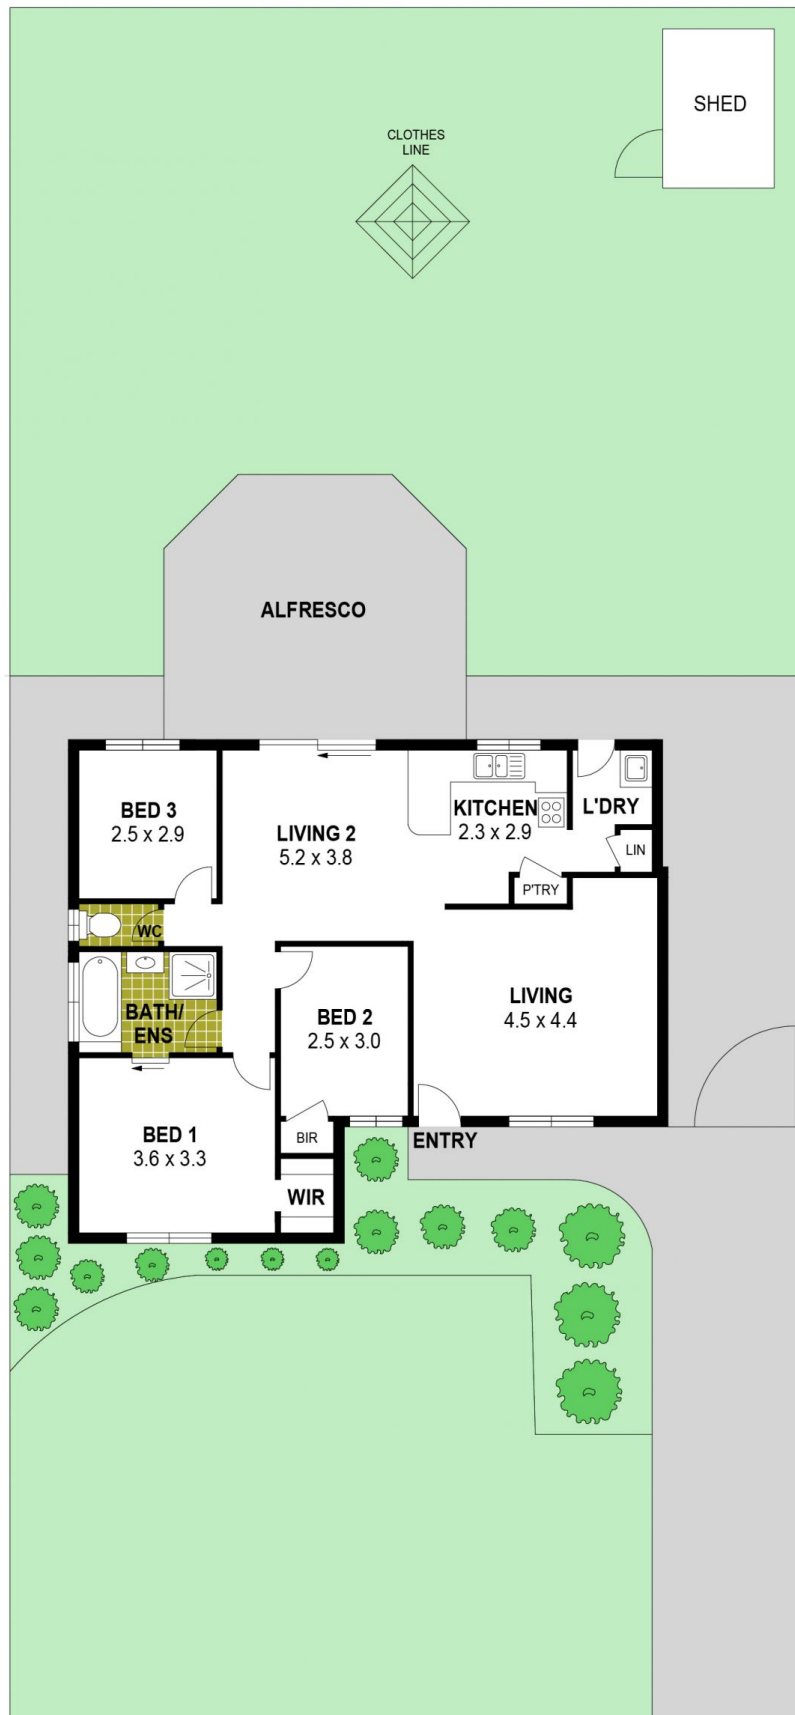 SHED
CLOTHES
LINE
ALFRESCO
BED 3
2.5 x 2.9
LIVING 2
5.2 x 3.8
KITCHEN
2.3 x 2.9
L'DRY
LIN
P'TRY
WC
BATH/
ENS
BED 2
2.5 x 3.0
LIVING
4.5 x 4.4
BED 1
3.6 x 3.3
BIR
ENTRY
WIR